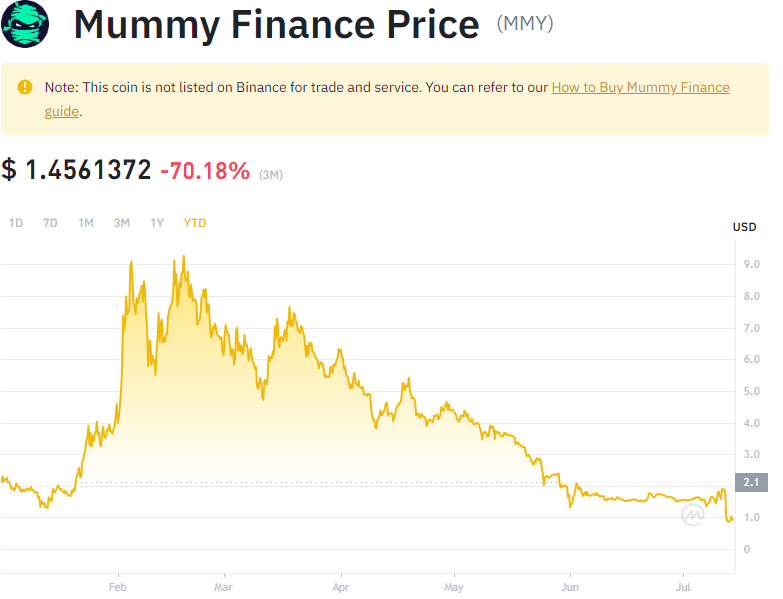 Mummy Finance Price (MMY)
Note: This coin is not listed on Binance for trade and service. You can refer to our How to Buy Mummy Finance
guide.
$ 1.4561372 -70.18% (3M)
1D 7D 1M 3M 1Y YTD
USD
9.0
8.0
7.0
6.0
5.0
4.0
3.0
2.1
1.0
0
Feb Mar Apr May Jun Jul